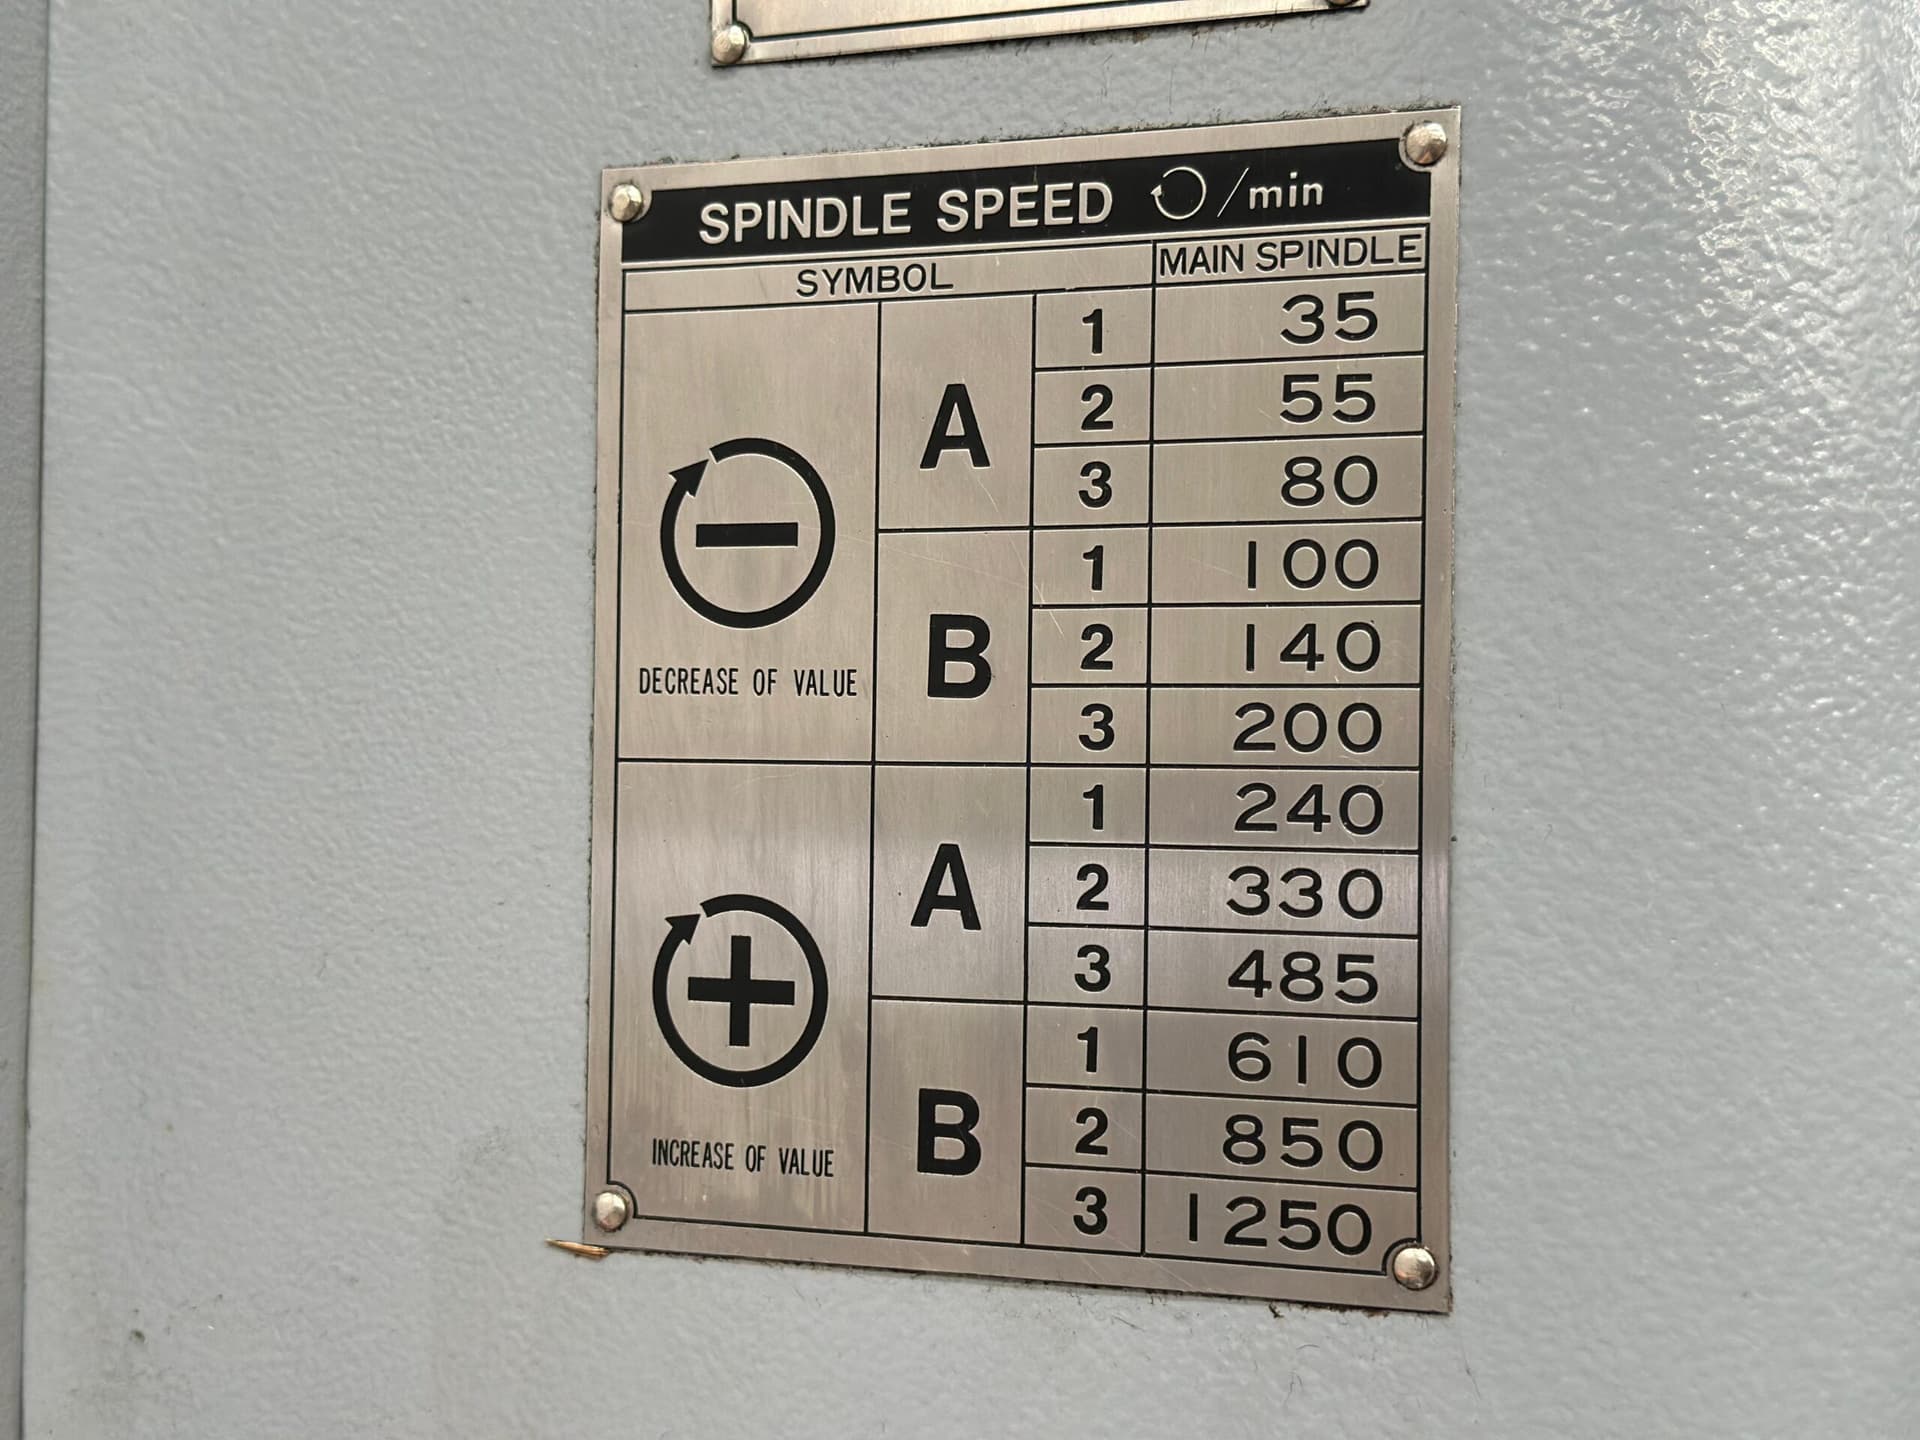 SPINDLE SPEED /min
SYMBOL MAIN SPINDLE
DECREASE OF VALUE
A
1 35
2 55
3 80
B
1 100
2 140
3 200
INCREASE OF VALUE
A
1 240
2 330
3 485
B
1 610
2 850
3 1250